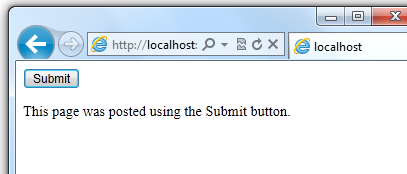 http://localhost:
localhost
Submit
This page was posted using the Submit button.